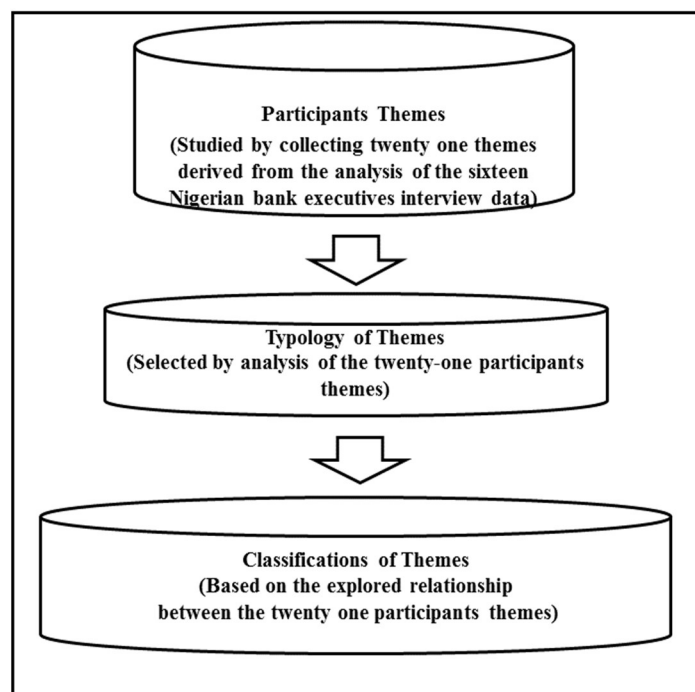 Participants Themes
(Studied by collecting twenty one themes
derived from the analysis of the sixteen
Nigerian bank executives interview data)
Typology of Themes
(Selected by analysis of the twenty-one participants
themes)
Classifications of Themes
(Based on the explored relationship
between the twenty one participants themes)